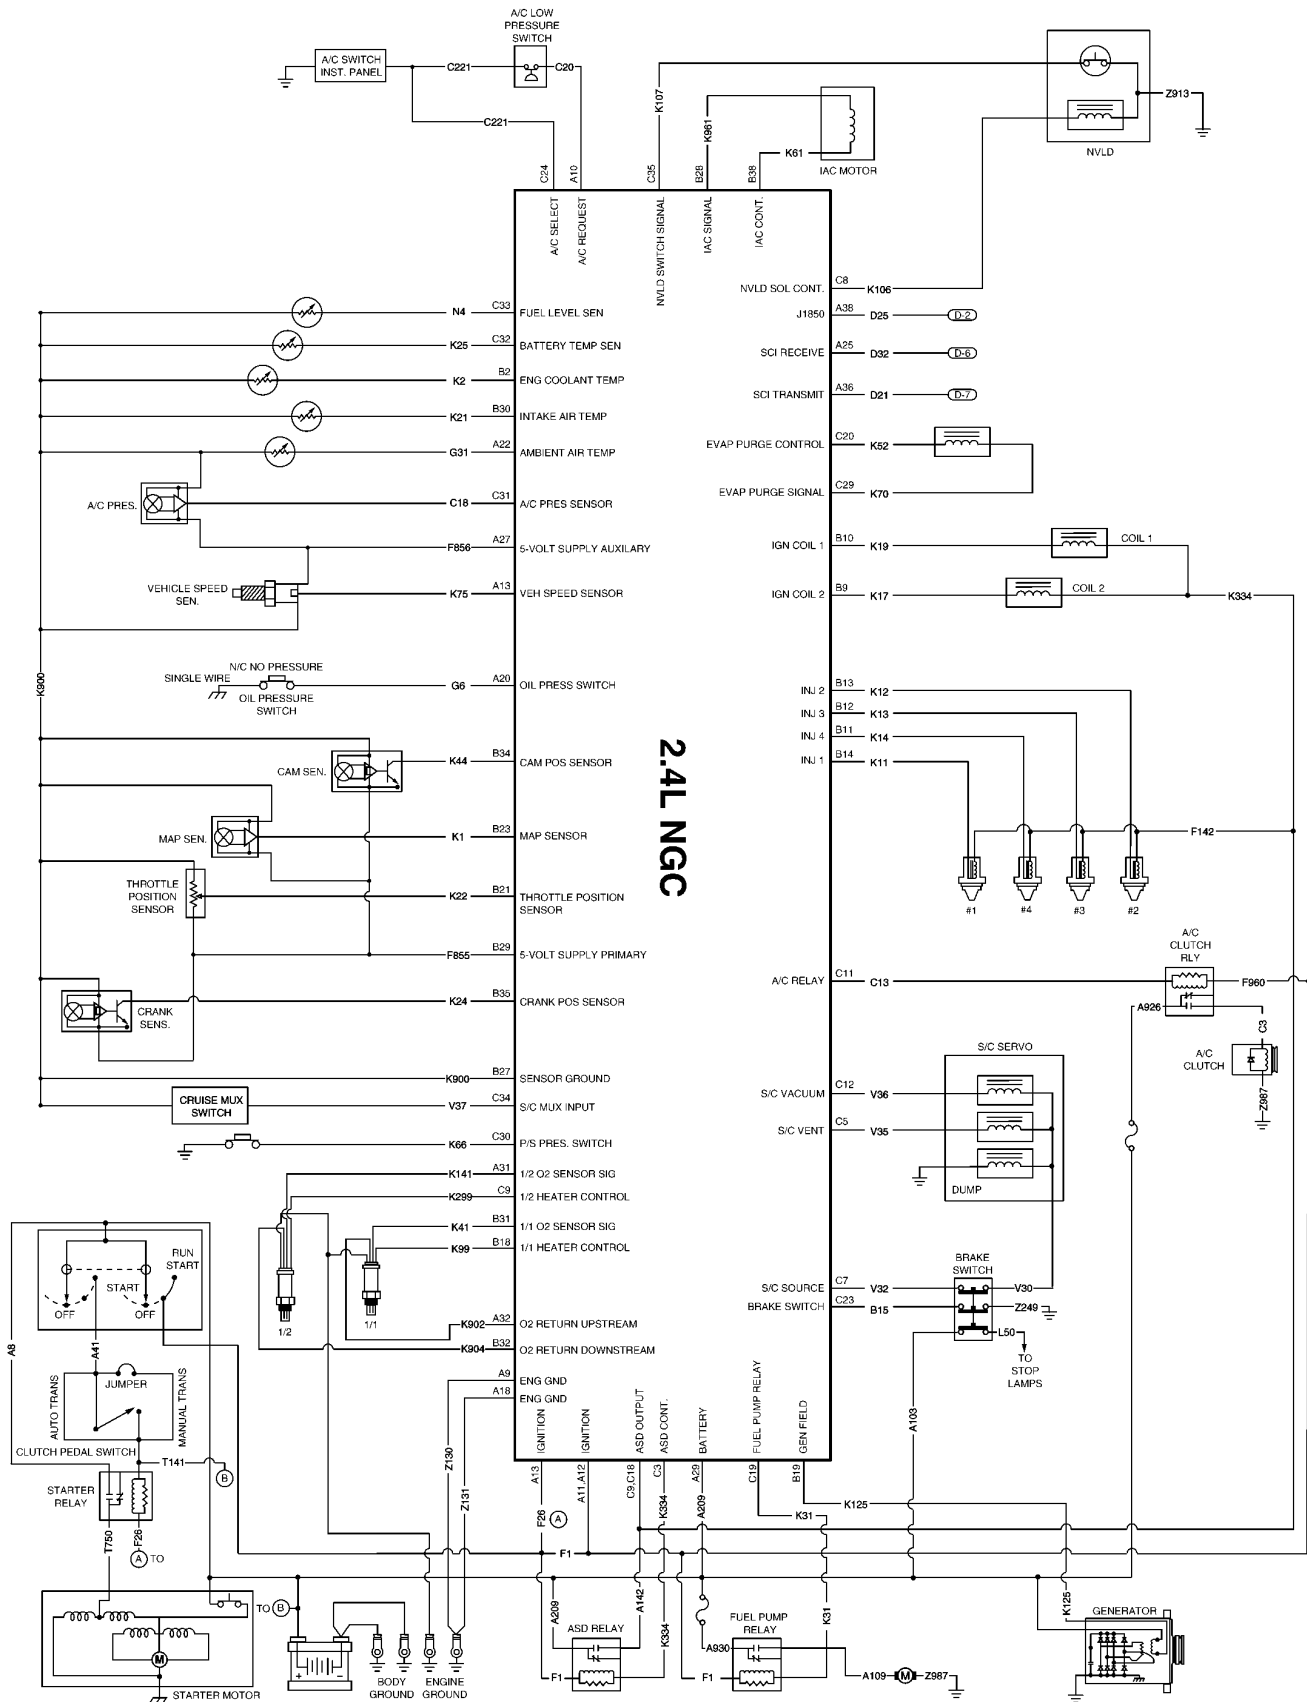 A/C LOW
PRESSURE
SWITCH
A/C SWITCH
INST. PANEL
C221
C20
C221
K107
K961
K61
IAC MOTOR
Z913
NVLD
C24
A10
C35
B28
B38
A/C SELECT
A/C REQUEST
NVLD SWITCH SIGNAL
IAC SIGNAL
IAC CONT.
2.4L NGC
N4 C33 FUEL LEVEL SEN
K25 C32 BATTERY TEMP SEN
K2 B2 ENG COOLANT TEMP
K21 B30 INTAKE AIR TEMP
G31 A22 AMBIENT AIR TEMP
A/C PRES.
C18 C31 A/C PRES SENSOR
F856 A27 5-VOLT SUPPLY AUXILARY
VEHICLE SPEED
SEN.
K75 A13 VEH SPEED SENSOR
K900
N/C NO PRESSURE
SINGLE WIRE
OIL PRESSURE
SWITCH
G6 A20 OIL PRESS SWITCH
CAM SEN.
K44 B34 CAM POS SENSOR
MAP SEN.
K1 B23 MAP SENSOR
THROTTLE
POSITION
SENSOR
K22 B21 THROTTLE POSITION
SENSOR
F855 B29 5-VOLT SUPPLY PRIMARY
K24 B35 CRANK POS SENSOR
CRANK
SENS.
K900 B27 SENSOR GROUND
CRUISE MUX
SWITCH
V37 C34 S/C MUX INPUT
K66 C30 P/S PRES. SWITCH
K141 A31 1/2 O2 SENSOR SIG
K299 C9 1/2 HEATER CONTROL
K41 B31 1/1 O2 SENSOR SIG
K99 B18 1/1 HEATER CONTROL
1/2
1/1
K902 A32 O2 RETURN UPSTREAM
K904 B32 O2 RETURN DOWNSTREAM
A9 ENG GND
A18 ENG GND
NVLD SOL CONT. C8 K106
J1850 A38 D25 D-2
SCI RECEIVE A25 D32 D-6
SCI TRANSMIT A36 D21 D-7
EVAP PURGE CONTROL C20 K52
EVAP PURGE SIGNAL C29 K70
IGN COIL 1 B10 K19 COIL 1
IGN COIL 2 B9 K17 COIL 2
K334
INJ 2 B13 K12
INJ 3 B12 K13
INJ 4 B11 K14
INJ 1 B14 K11
F142
#1 #4 #3 #2
A/C
CLUTCH
RLY
A/C RELAY C11 C13
F960
A926
C3
A/C
CLUTCH
Z987
S/C SERVO
S/C VACUUM C12 V36
S/C VENT C5 V35
DUMP
BRAKE
SWITCH
S/C SOURCE C7 V32 V30
BRAKE SWITCH C23 B15 Z249
L50
TO
STOP
LAMPS
A103
RUN
START
START
OFF
OFF
A8
A41
JUMPER
AUTO TRANS
MANUAL TRANS
CLUTCH PEDAL SWITCH
T141
B
STARTER
RELAY
T750
F26
A TO
Z130
Z131
IGNITION
IGNITION
ASD OUTPUT
ASD CONT.
BATTERY
FUEL PUMP RELAY
GEN FIELD
A13
A11,A12
C9,C18
C3
A29
C19
B19
F26
A
K334
A209
K31
K125
F1
TO B
A209
A142
K334
K31
K125
ASD RELAY
FUEL PUMP
RELAY
A930
F1
F1
A109 M Z987
GENERATOR
M
STARTER MOTOR
+ -
BODY
GROUND
ENGINE
GROUND